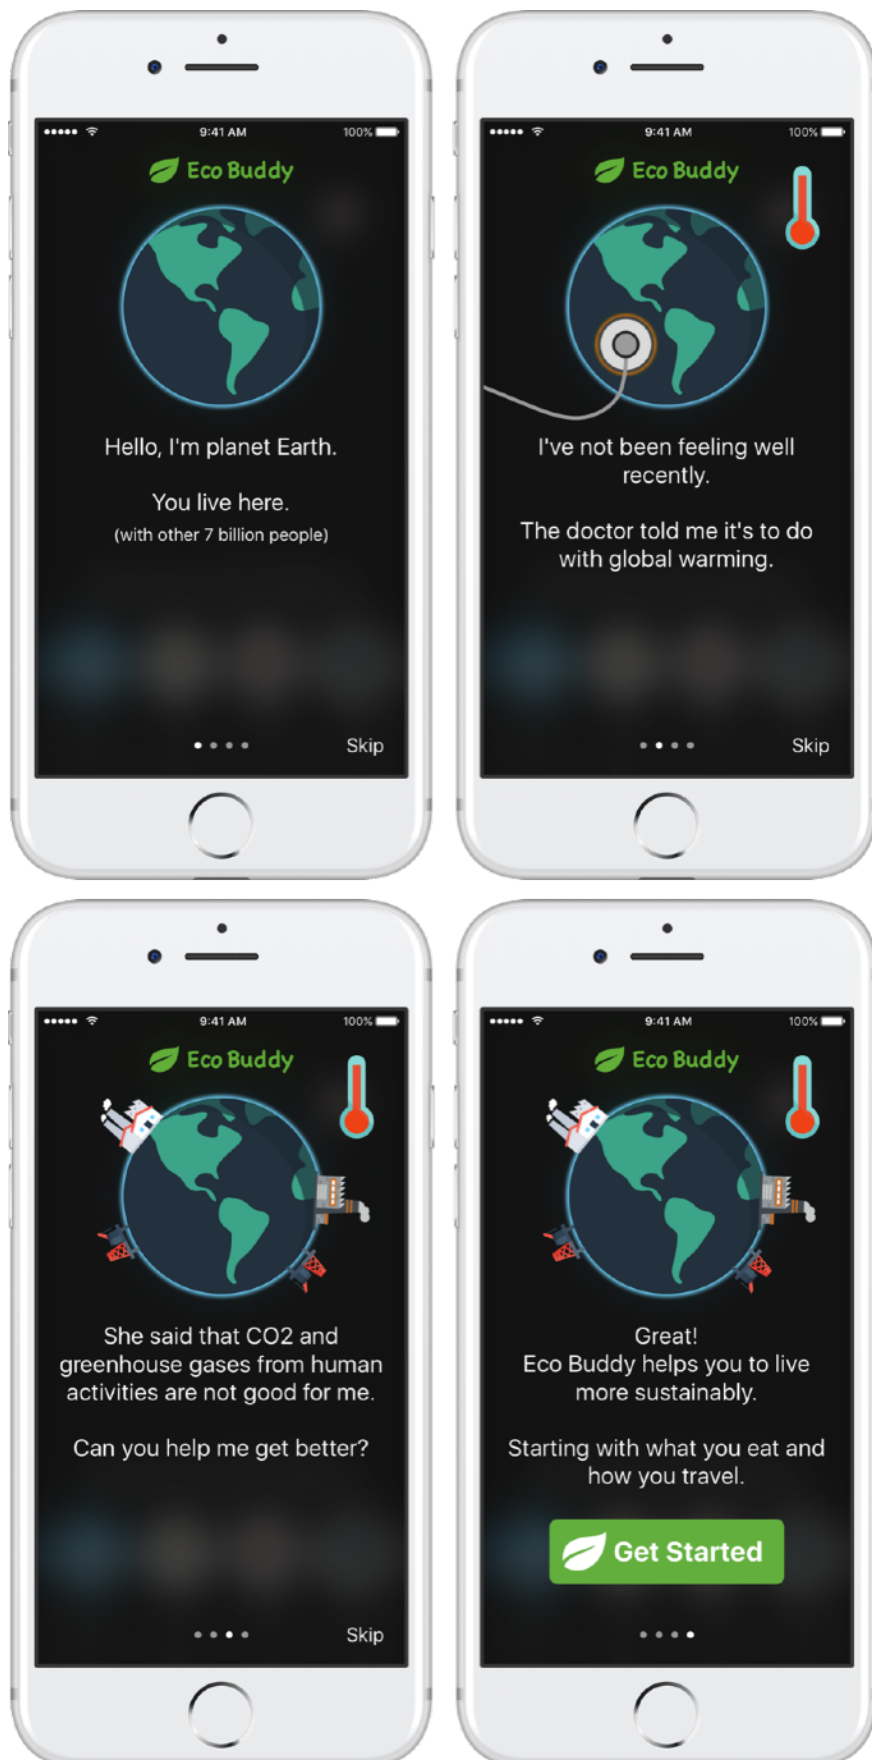 9:41 AM 100%
Eco Buddy
Hello, I'm planet Earth.
You live here.
(with other 7 billion people)
Skip
9:41 AM 100%
Eco Buddy
I've not been feeling well
recently.
The doctor told me it's to do
with global warming.
Skip
9:41 AM 100%
Eco Buddy
She said that CO2 and
greenhouse gases from human
activities are not good for me.
Can you help me get better?
Skip
9:41 AM 100%
Eco Buddy
Great!
Eco Buddy helps you to live
more sustainably.
Starting with what you eat and
how you travel.
Get Started